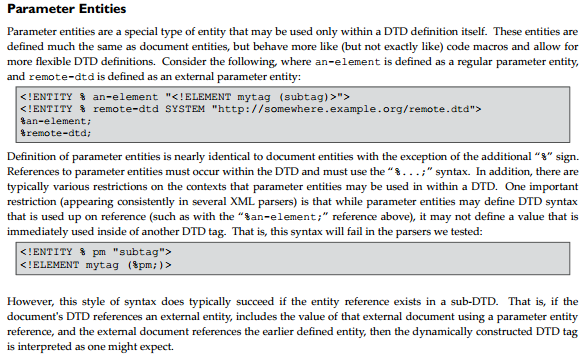 Parameter Entities
Parameter entities are a special type of entity that may be used only within a DTD definition itself. These entities are
defined much the same as document entities, but behave more like (but not exactly like) code macros and allow for
more flexible DTD definitions. Consider the following, where an-element is defined as a regular parameter entity,
and remote-dtd is defined as an external parameter entity:
<!ENTITY % an-element "<!ELEMENT mytag (subtag)>">
<!ENTITY % remote-dtd SYSTEM "http://somewhere.example.org/remote.dtd">
%an-element;
%remote-dtd;
Definition of parameter entities is nearly identical to document entities with the exception of the additional “%” sign.
References to parameter entities must occur within the DTD and must use the “%...;” syntax. In addition, there are
typically various restrictions on the contexts that parameter entities may be used in within a DTD. One important
restriction (appearing consistently in several XML parsers) is that while parameter entities may define DTD syntax
that is used up on reference (such as with the “%an-element;” reference above), it may not define a value that is
immediately used inside of another DTD tag. That is, this syntax will fail in the parsers we tested:
<!ENTITY % pm "subtag">
<!ELEMENT mytag (%pm;)>
However, this style of syntax does typically succeed if the entity reference exists in a sub-DTD. That is, if the
document's DTD references an external entity, includes the value of that external document using a parameter entity
reference, and the external document references the earlier defined entity, then the dynamically constructed DTD tag
is interpreted as one might expect.